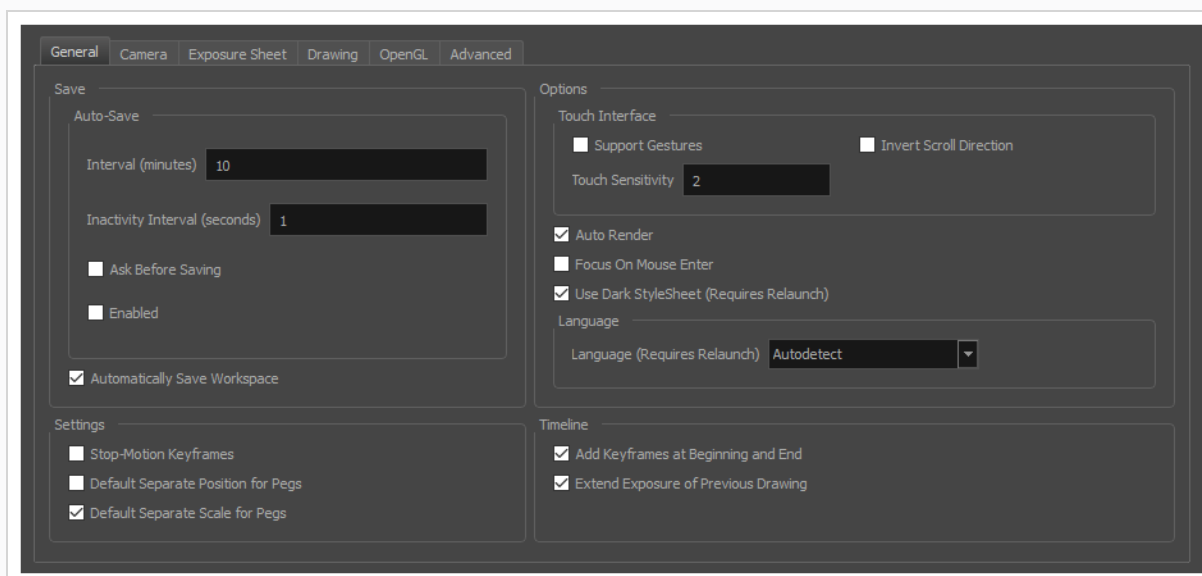 General Camera Exposure Sheet Drawing OpenGL Advanced
Save
Auto-Save
Interval (minutes) 10
Inactivity Interval (seconds) 1
Ask Before Saving
Enabled
Automatically Save Workspace
Options
Touch Interface
Support Gestures Invert Scroll Direction
Touch Sensitivity 2
Auto Render
Focus On Mouse Enter
Use Dark StyleSheet (Requires Relaunch)
Language
Language (Requires Relaunch) Autodetect
Settings
Stop-Motion Keyframes
Default Separate Position for Pegs
Default Separate Scale for Pegs
Timeline
Add Keyframes at Beginning and End
Extend Exposure of Previous Drawing